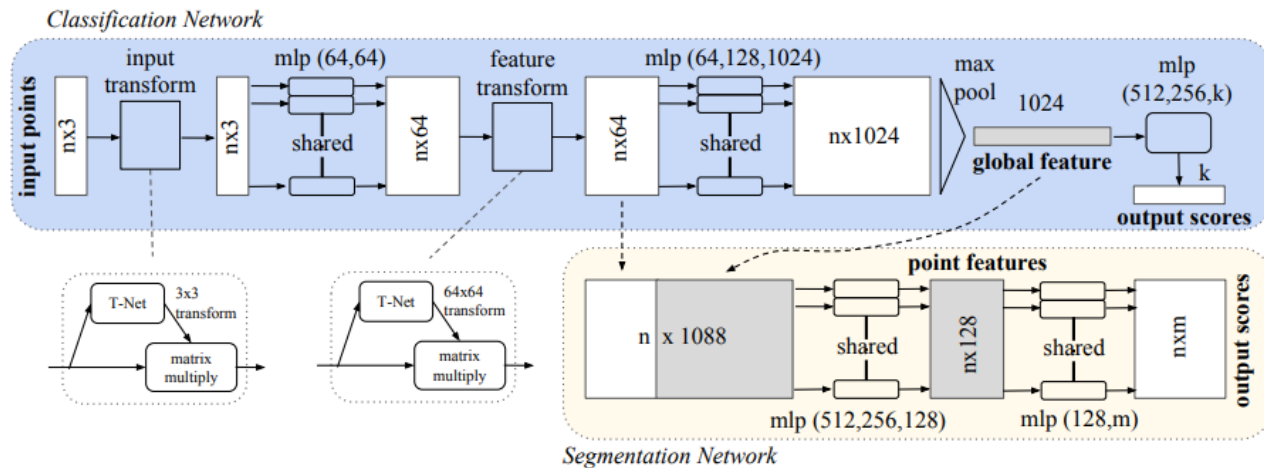 Classification Network
input points
nx3
input
transform
nx3
mlp (64,64)
shared
nx64
feature
transform
nx64
mlp (64,128,1024)
shared
nx1024
max
pool
1024
global feature
mlp
(512,256,k)
k
output scores
T-Net
3x3
transform
matrix
multiply
T-Net
64x64
transform
matrix
multiply
point features
n x 1088
shared
mlp (512,256,128)
nx128
shared
mlp (128,m)
nxm
output scores
Segmentation Network